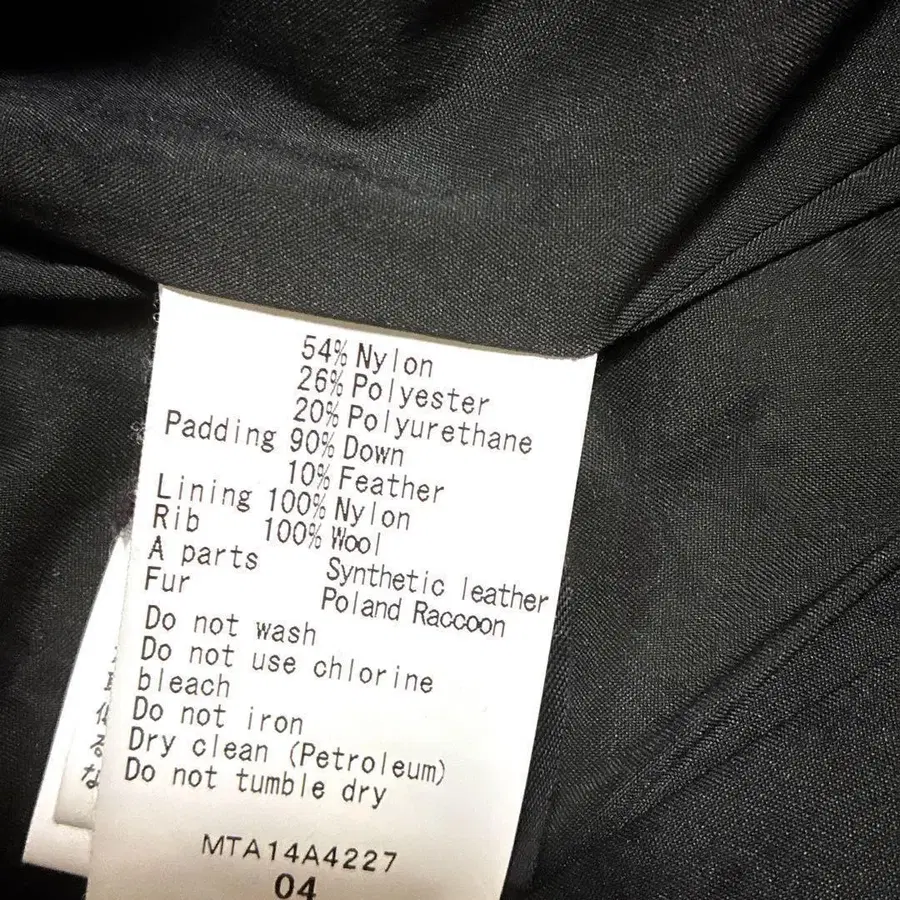 54% Nylon
26% Polyester
20% Polyurethane
Padding 90% Down
10% Feather
Lining 100% Nylon
Rib 100% Wool
A parts Synthetic leather
Fur Poland Raccoon
Do not wash
Do not use chlorine
bleach
Do not iron
Dry clean (Petroleum)
Do not tumble dry
MTA14A4227
04
る
な